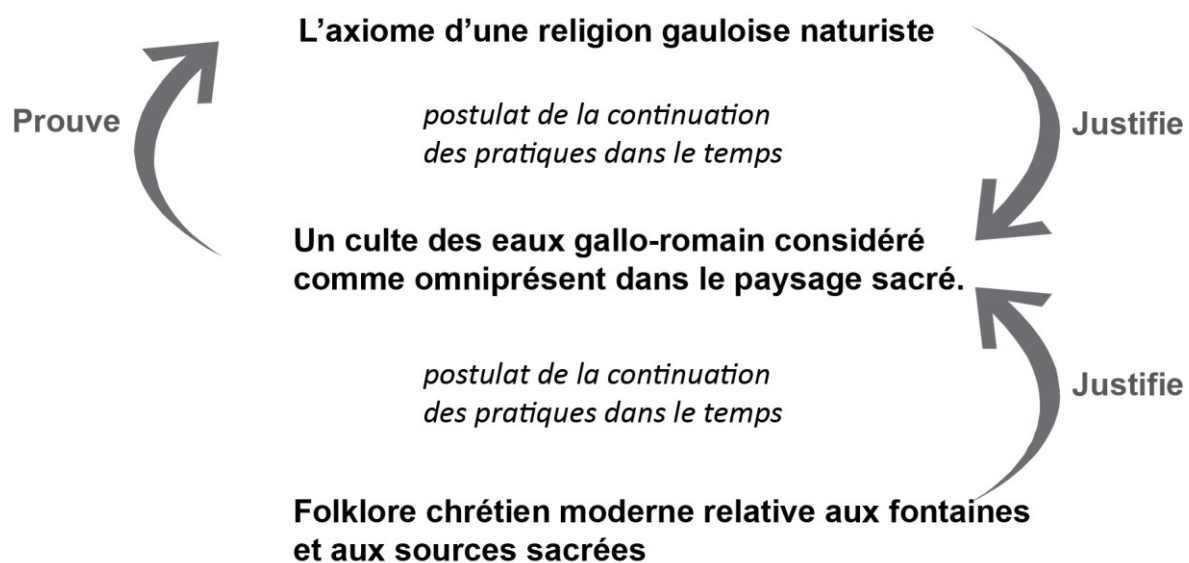 L’axiome d’une religion gauloise naturiste
Prouve
postulat de la continuation
des pratiques dans le temps
Justifie
Un culte des eaux gallo-romain considéré
comme omniprésent dans le paysage sacré.
postulat de la continuation
des pratiques dans le temps
Justifie
Folklore chrétien moderne relative aux fontaines
et aux sources sacrées